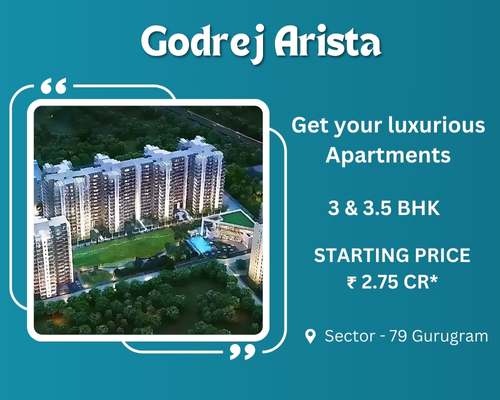 Godrej Arista
Get your luxurious
Apartments
3 & 3.5 BHK
STARTING PRICE
₹ 2.75 CR*
Sector - 79 Gurugram